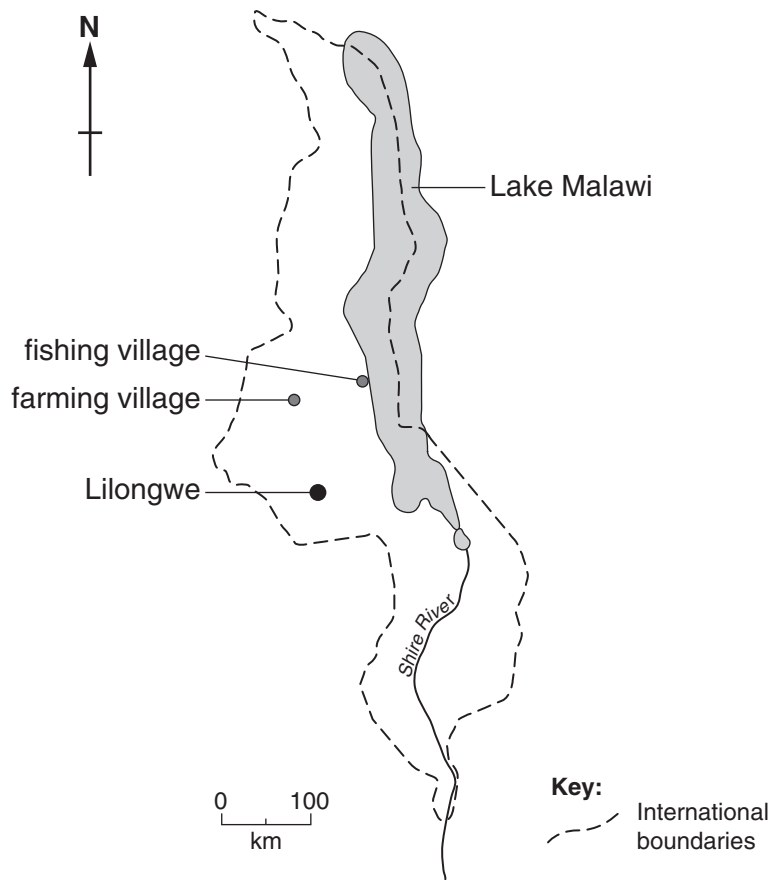 N
Lake Malawi
fishing village
farming village
Lilongwe
Shire River
0 100
km
Key:
International
boundaries